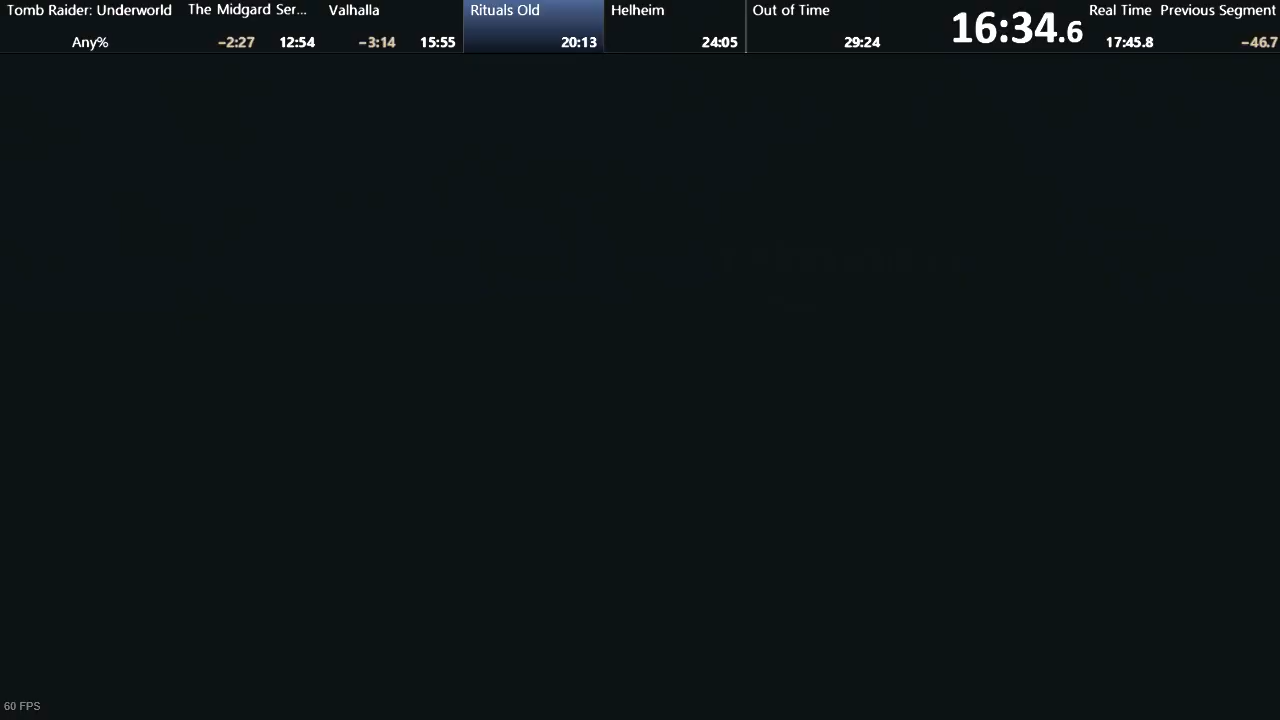 Tomb Raider: Underworld
Any%
The Midgard Ser...
−2:27 12:54
Valhalla
−3:14 15:55
Rituals Old
20:13
Helheim
24:05
Out of Time
29:24
16:34.6
Real Time
17:45.8
Previous Segment
−46.7
60 FPS